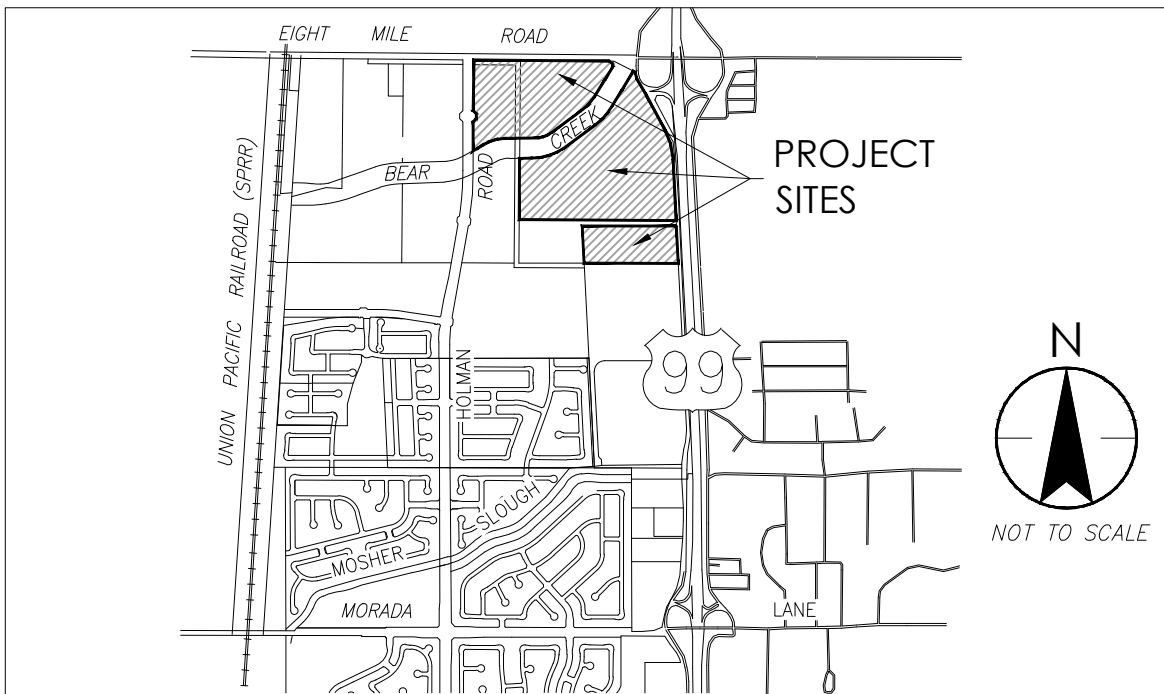 EIGHT MILE ROAD
PROJECT
SITES
CREEK
BEAR
ROAD
UNION PACIFIC RAILROAD (SPRR)
HOLMAN
99
N
NOT TO SCALE
SLOUGH
MOSHER
MORADA LANE